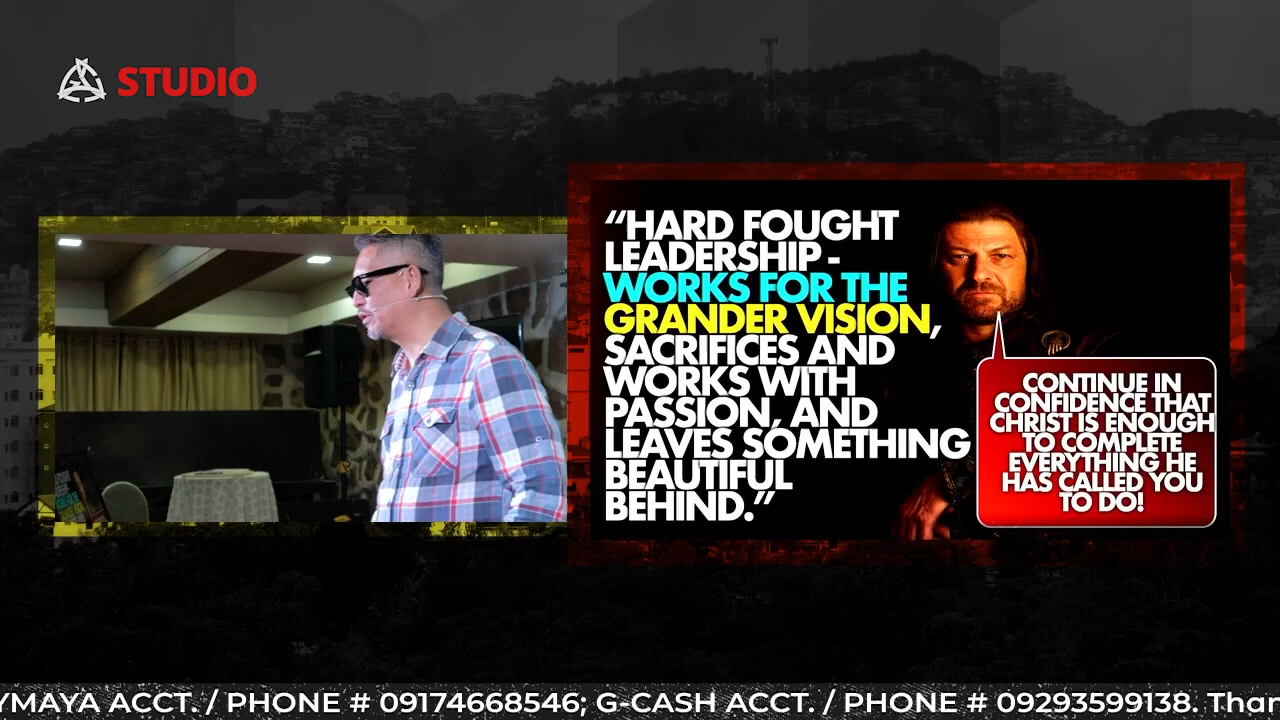 STUDIO
“HARD FOUGHT
LEADERSHIP -
WORKS FOR THE
GRANDER VISION,
SACRIFICES AND
WORKS WITH
PASSION, AND
LEAVES SOMETHING
BEAUTIFUL
BEHIND.”
CONTINUE IN
CONFIDENCE THAT
CHRIST IS ENOUGH
TO COMPLETE
EVERYTHING HE
HAS CALLED YOU
TO DO!
YMAYA ACCT. / PHONE # 09174668546; G-CASH ACCT. / PHONE # 09293599138. Than